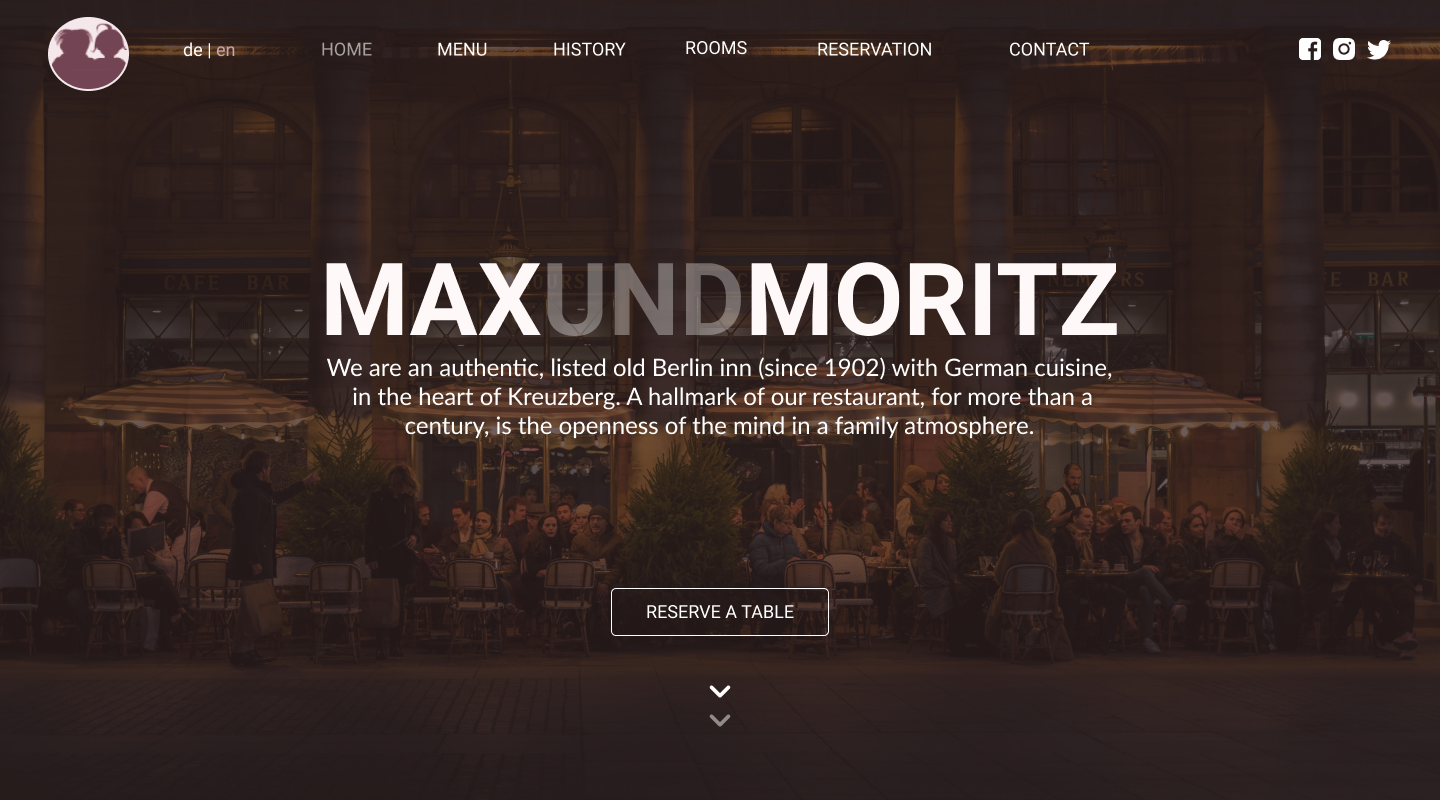 de | en
HOME
MENU
HISTORY
ROOMS
RESERVATION
CONTACT
MAXUNDMORITZ
CAFE BAR
BAR
We are an authentic, listed old Berlin inn (since 1902) with German cuisine,
in the heart of Kreuzberg. A hallmark of our restaurant, for more than a
century, is the openness of the mind in a family atmosphere.
RESERVE A TABLE